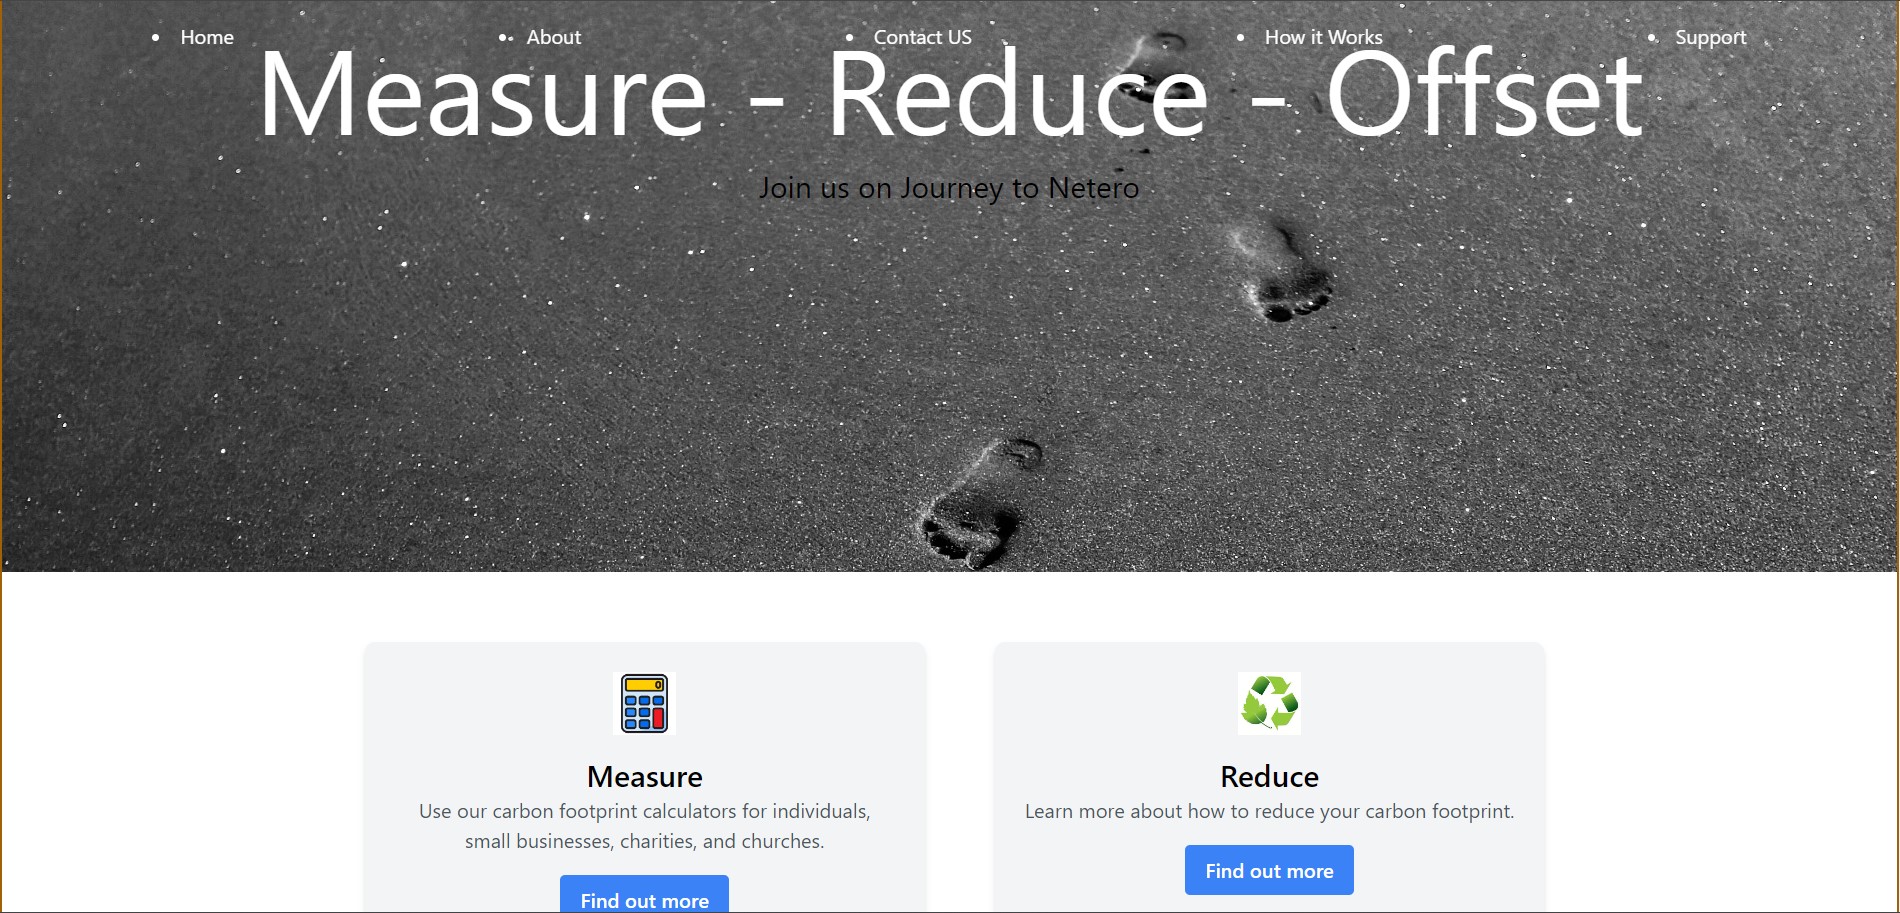 Home
About
Contact US
How it Works
Support
Measure - Reduce - Offset
Join us on Journey to Netero
0
Measure
Use our carbon footprint calculators for individuals,
small businesses, charities, and churches.
Find out more
Reduce
Learn more about how to reduce your carbon footprint.
Find out more